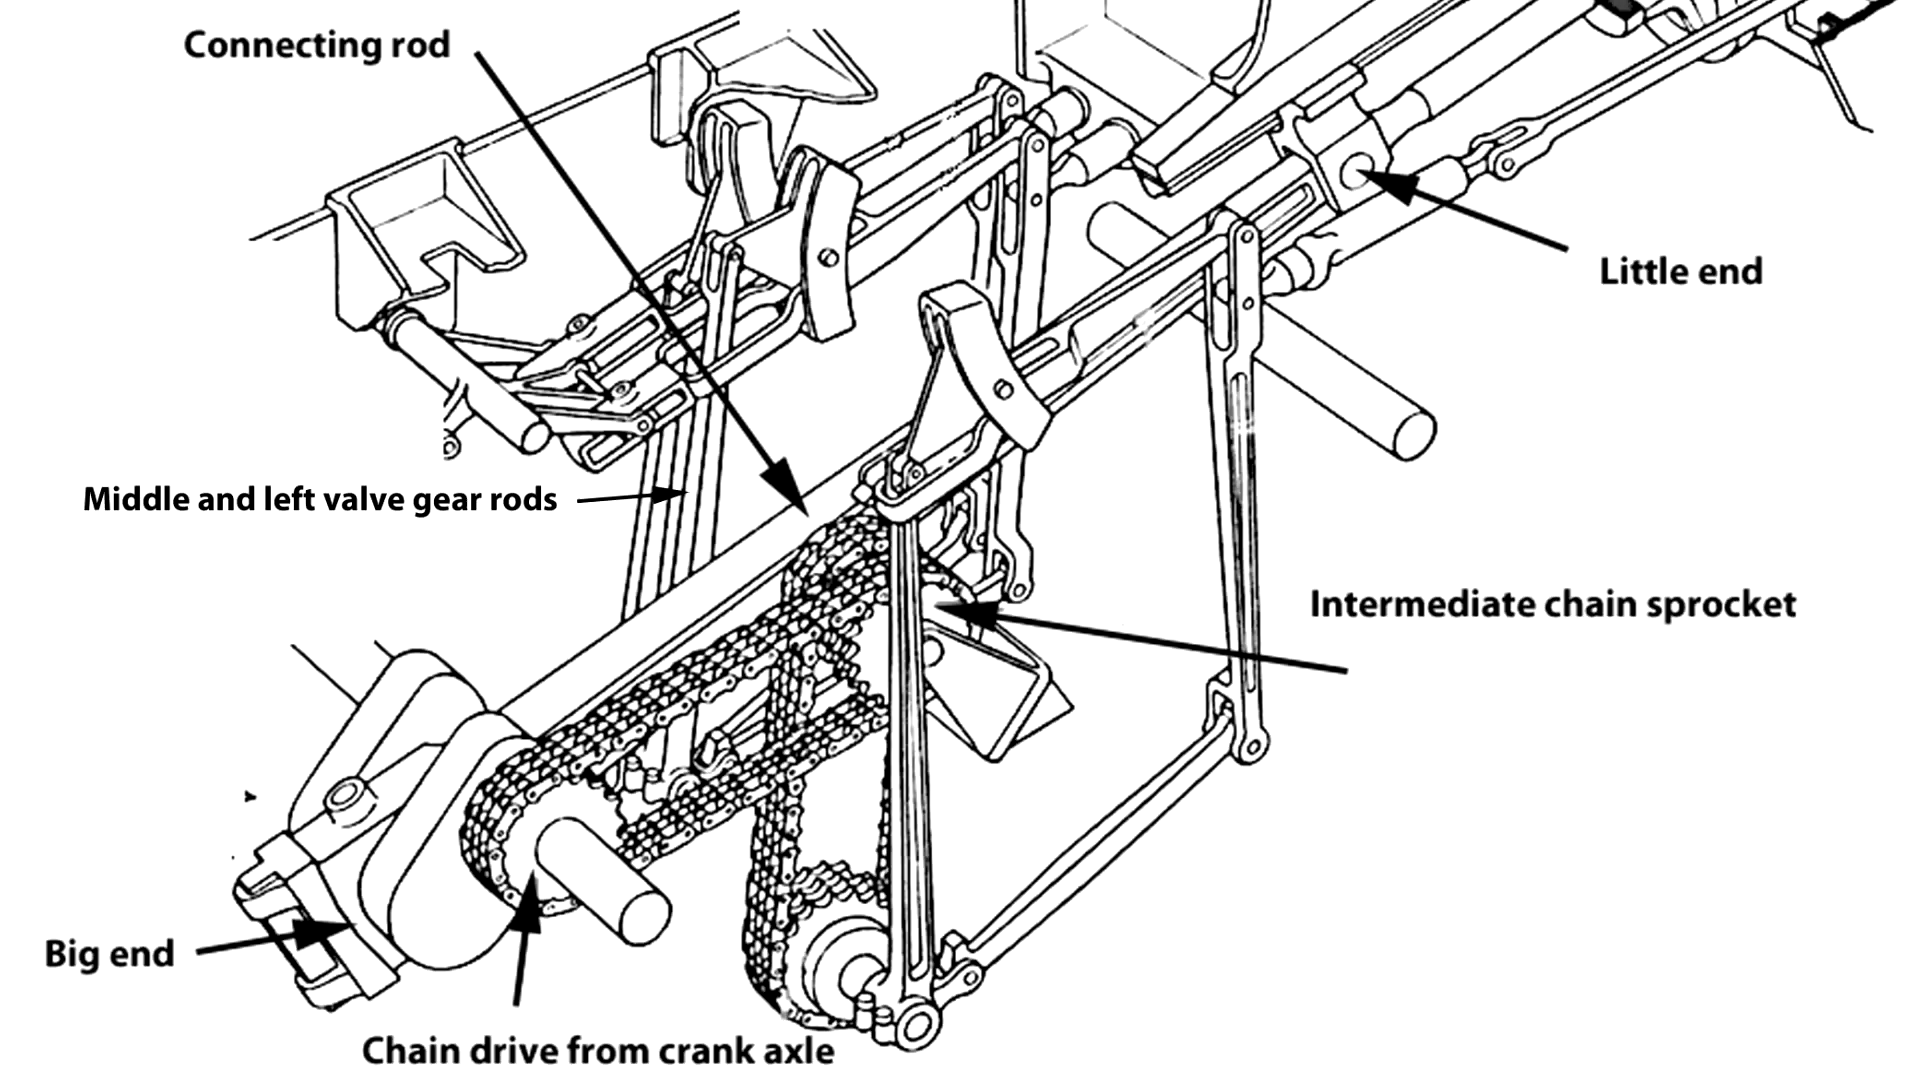 Connecting rod
Little end
Middle and left valve gear rods
Intermediate chain sprocket
Big end
Chain drive from crank axle